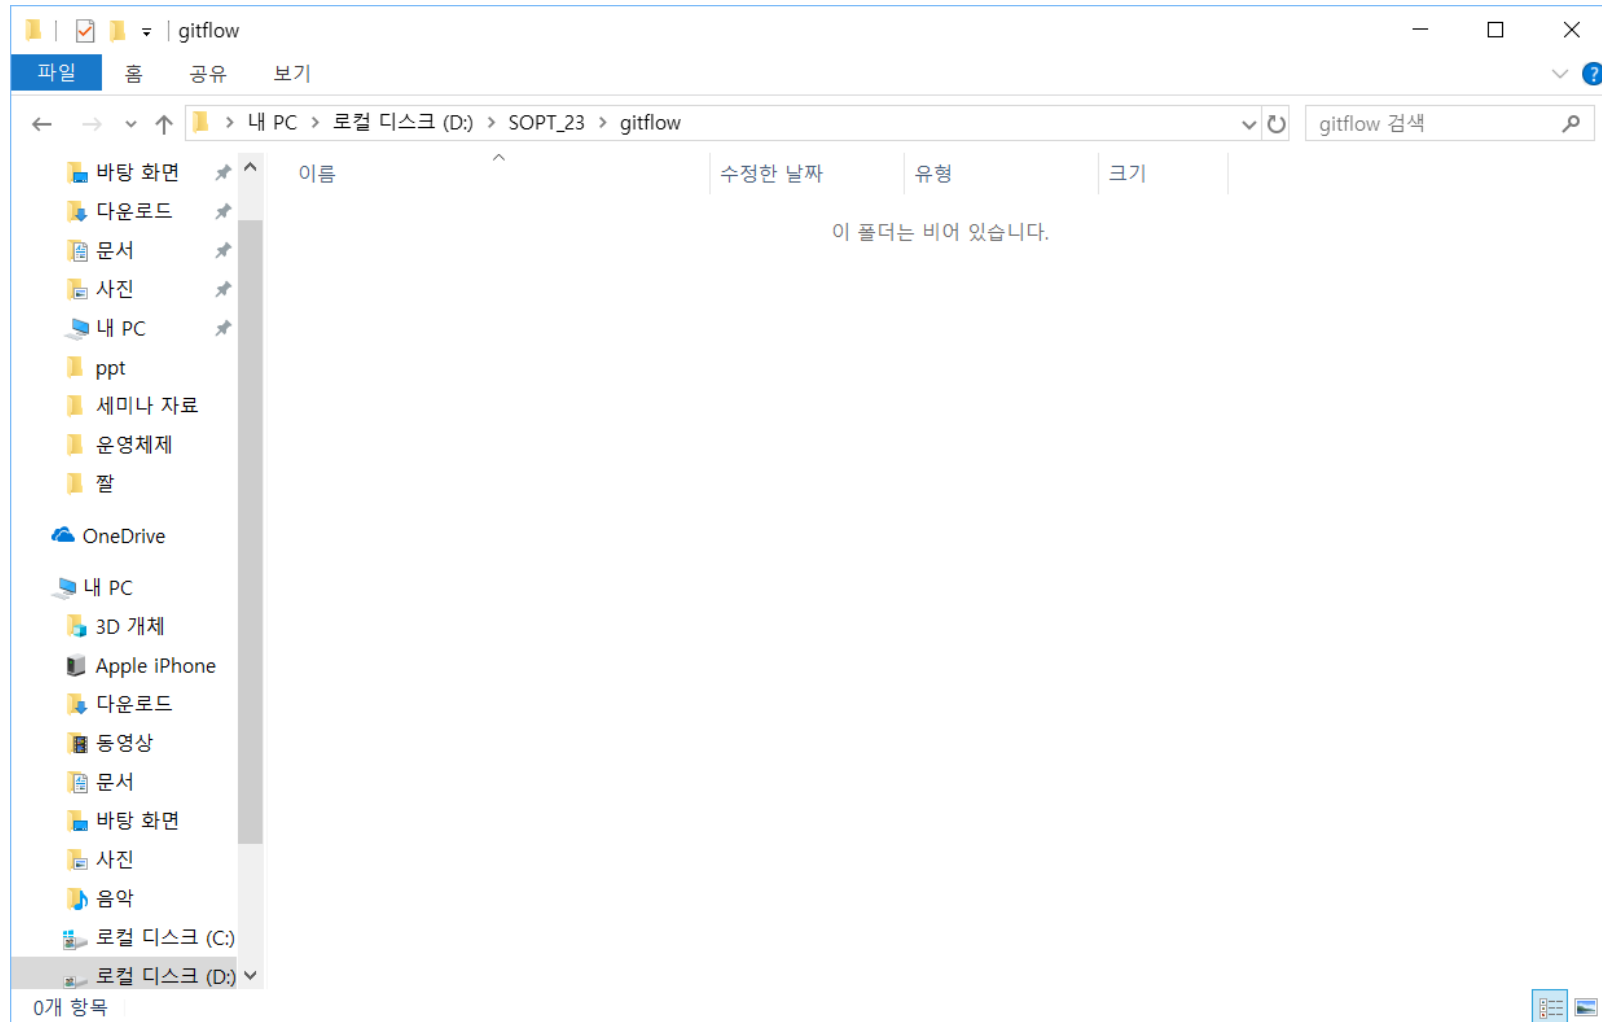 gitflow
파일 홈 공유 보기
내 PC > 로컬 디스크 (D:) > SOPT_23 > gitflow
gitflow 검색
이름 수정한 날짜 유형 크기
이 폴더는 비어 있습니다.
바탕 화면
다운로드
문서
사진
내 PC
ppt
세미나 자료
운영체제
짤
OneDrive
내 PC
3D 개체
Apple iPhone
다운로드
동영상
문서
바탕 화면
사진
음악
로컬 디스크 (C:)
로컬 디스크 (D:)
0개 항목